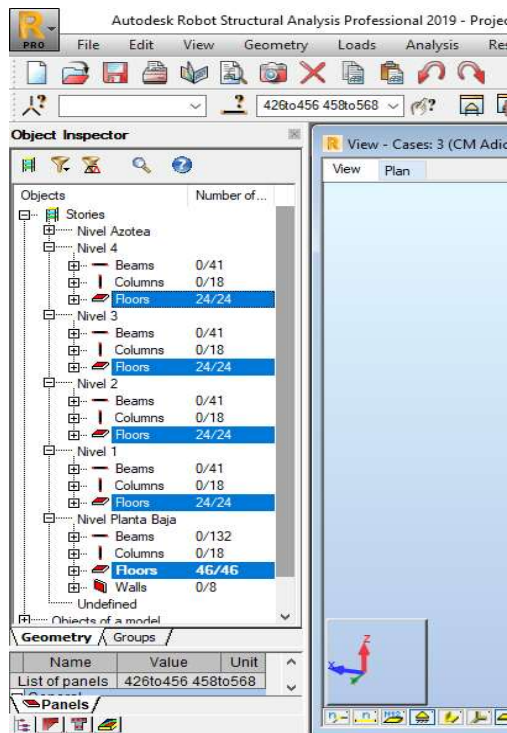 Autodesk Robot Structural Analysis Professional 2019 - Projec
PRO
File Edit View Geometry Loads Analysis Res
426to456 458to568
Object Inspector
View - Cases: 3 (CM Adic
View Plan
Objects Number of...
Stories
Nivel Azotea
Nivel 4
Beams 0/41
Columns 0/18
Floors 24/24
Nivel 3
Beams 0/41
Columns 0/18
Floors 24/24
Nivel 2
Beams 0/41
Columns 0/18
Floors 24/24
Nivel 1
Beams 0/41
Columns 0/18
Floors 24/24
Nivel Planta Baja
Beams 0/132
Columns 0/18
Floors 46/46
Walls 0/8
Undefined
Objects of a model
Geometry Groups
Name Value Unit
List of panels 426to456 458to568
General
Panels
z
x